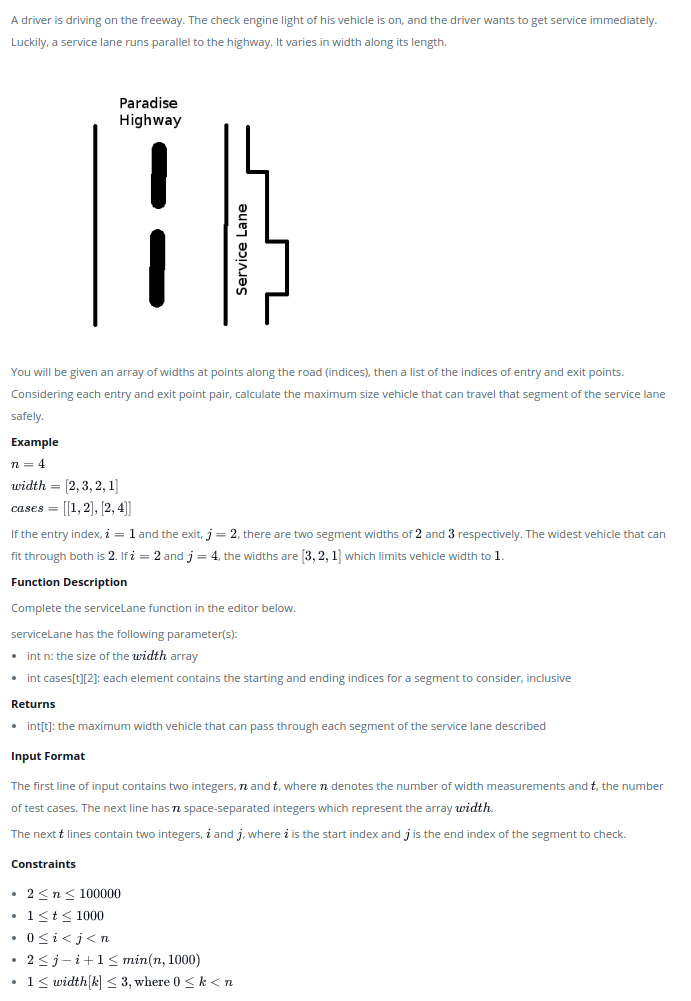 A driver is driving on the freeway. The check engine light of his vehicle is on, and the driver wants to get service immediately.
Luckily, a service lane runs parallel to the highway. It varies in width along its length.
Paradise
Highway
Service Lane
You will be given an array of widths at points along the road (indices), then a list of the indices of entry and exit points.
Considering each entry and exit point pair, calculate the maximum size vehicle that can travel that segment of the service lane
safely.
Example
n = 4
width = [2, 3, 2, 1]
cases = [[1, 2], [2, 4]]
If the entry index, i = 1 and the exit, j = 2, there are two segment widths of 2 and 3 respectively. The widest vehicle that can
fit through both is 2. If i = 2 and j = 4, the widths are [3, 2, 1] which limits vehicle width to 1.
Function Description
Complete the serviceLane function in the editor below.
serviceLane has the following parameter(s):
• int n: the size of the width array
• int cases[t][2]: each element contains the starting and ending indices for a segment to consider, inclusive
Returns
• int[t]: the maximum width vehicle that can pass through each segment of the service lane described
Input Format
The first line of input contains two integers, n and t, where n denotes the number of width measurements and t, the number
of test cases. The next line has n space-separated integers which represent the array width.
The next t lines contain two integers, i and j, where i is the start index and j is the end index of the segment to check.
Constraints
• 2 ≤ n ≤ 100000
• 1 ≤ t ≤ 1000
• 0 ≤ i < j < n
• 2 ≤ j − i + 1 ≤ min(n, 1000)
• 1 ≤ width[k] ≤ 3, where 0 ≤ k < n